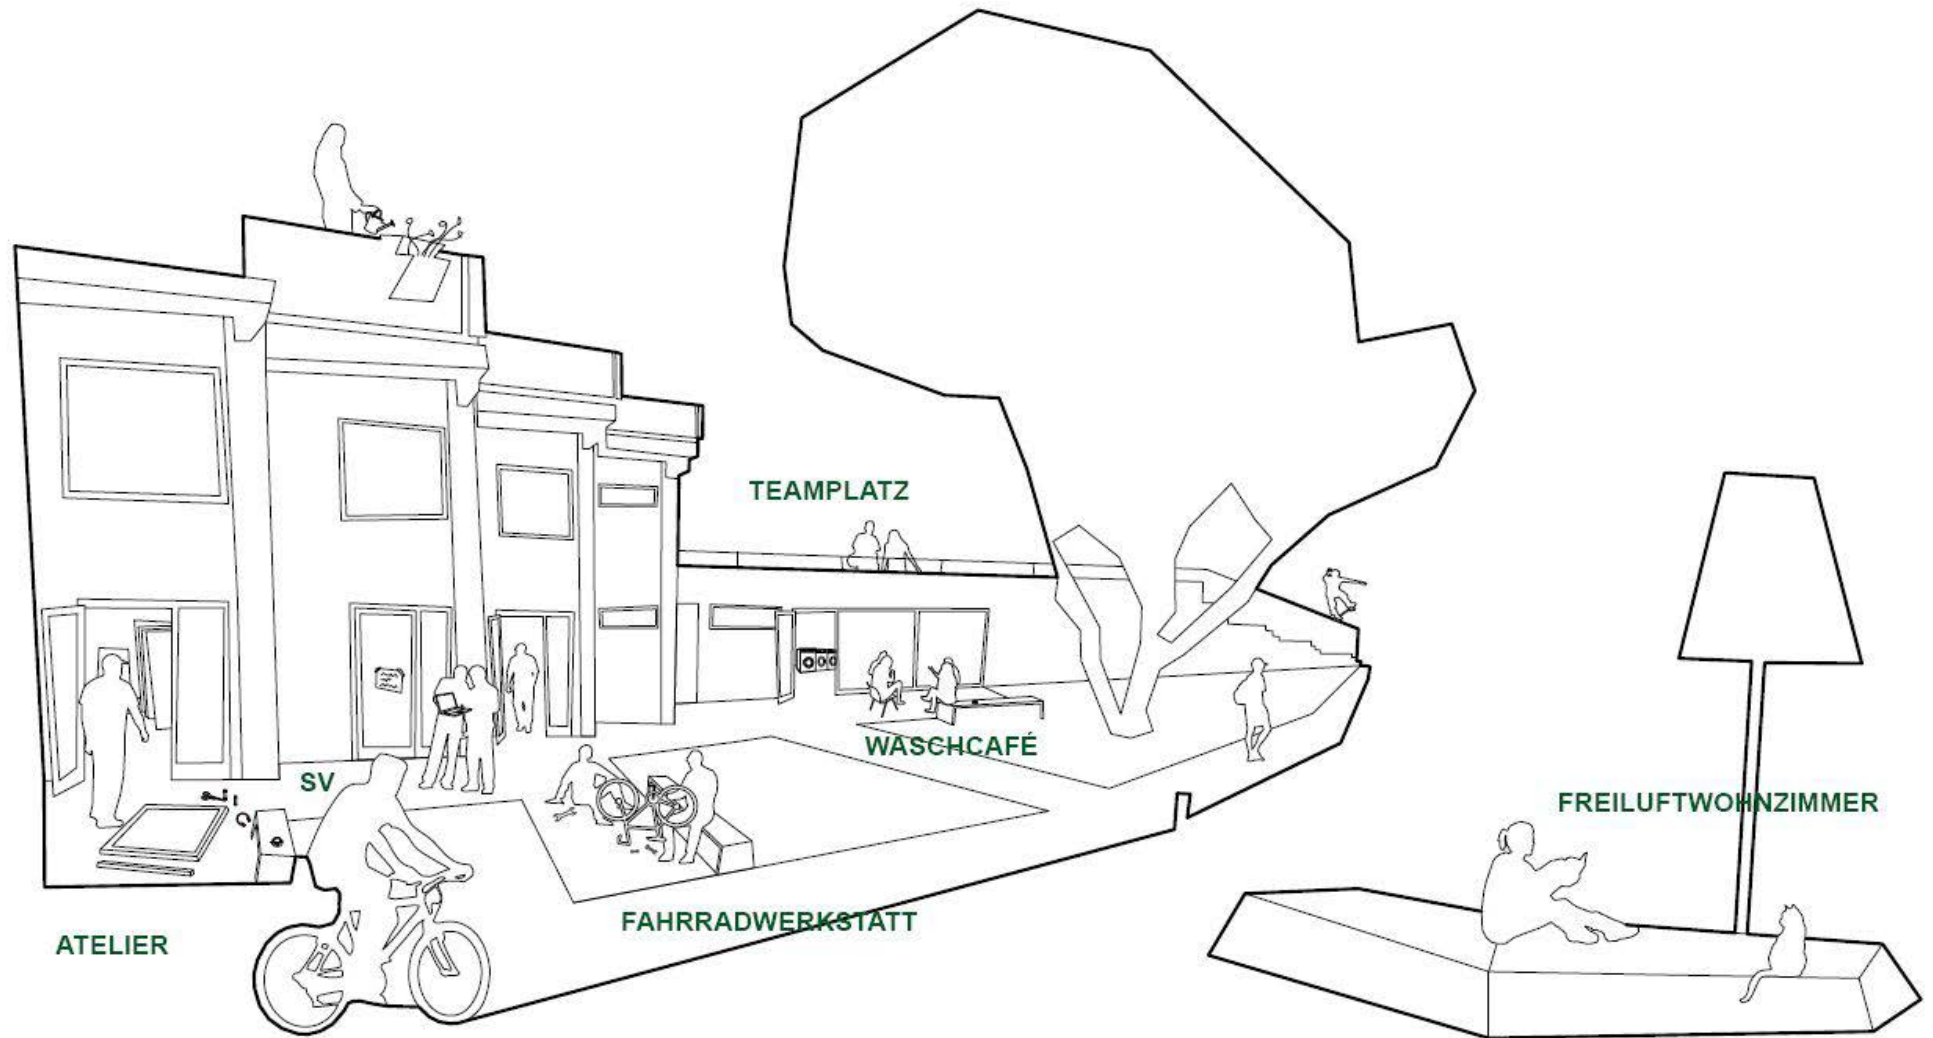 TEAMPLATZ
WASCHCAFÉ
SV
FREILUFTWOHNZIMMER
FAHRRADWERKSTATT
ATELIER